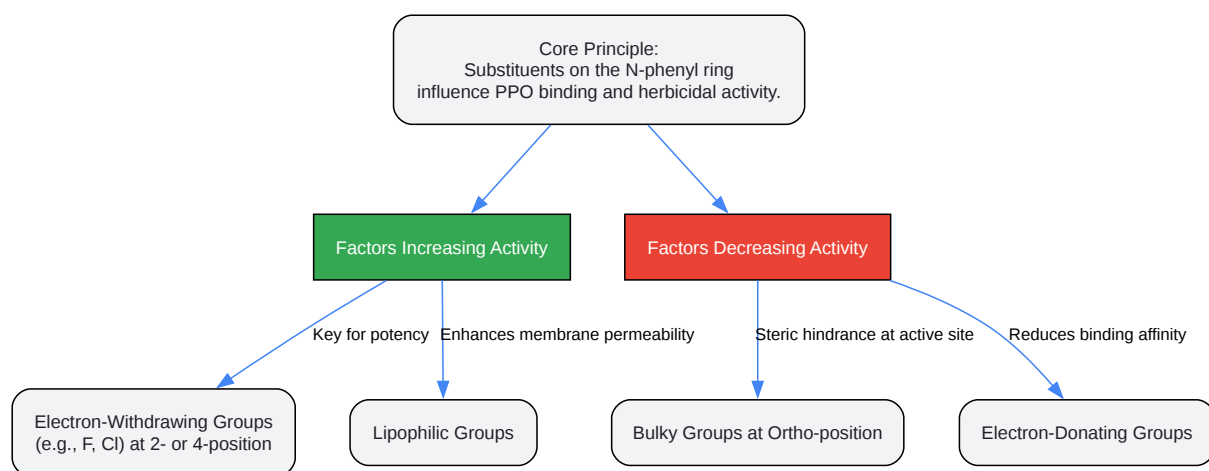 Core Principle:
Substituents on the N-phenyl ring
influence PPO binding and herbicidal activity.
Factors Increasing Activity
Factors Decreasing Activity
Key for potency
Enhances membrane permeability
Steric hindrance at active site
Reduces binding affinity
Electron-Withdrawing Groups
(e.g., F, Cl) at 2- or 4-position
Lipophilic Groups
Bulky Groups at Ortho-position
Electron-Donating Groups